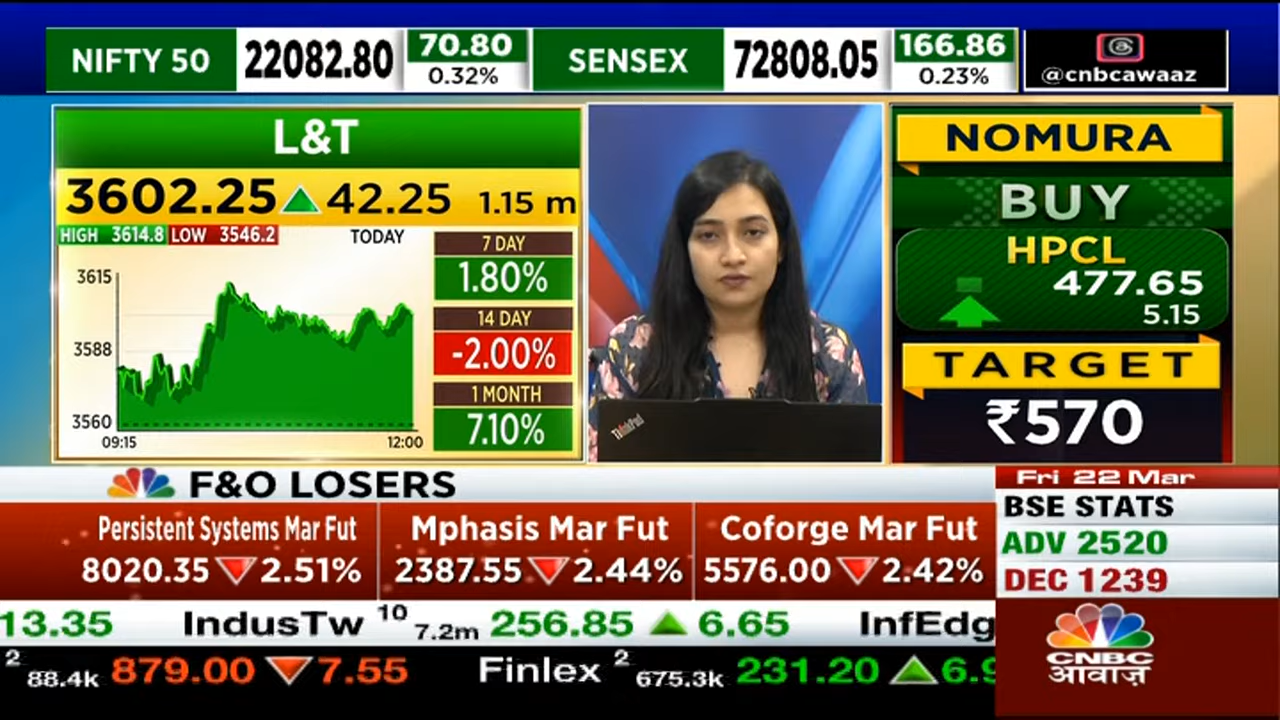 NIFTY 50 22082.80 70.80 0.32% SENSEX 72808.05 166.86 0.23% @cnbcawaaz
L&T
3602.25 42.25 1.15 m
HIGH 3614.8 LOW 3546.2 TODAY
3615
3588
3560
09:15 12:00
7 DAY
1.80%
14 DAY
-2.00%
1 MONTH
7.10%
ThinkPad
NOMURA
BUY
HPCL
477.65
5.15
TARGET
₹570
F&O LOSERS
Persistent Systems Mar Fut
8020.35 2.51%
Mphasis Mar Fut
2387.55 2.44%
Coforge Mar Fut
5576.00 2.42%
Fri 22 Mar
BSE STATS
ADV 2520
DEC 1239
13.35 IndusTw 10 7.2m 256.85 6.65 InfEdg
2 88.4k 879.00 7.55 Finlex 2 675.3k 231.20 6.9
CNBC
आवाज़